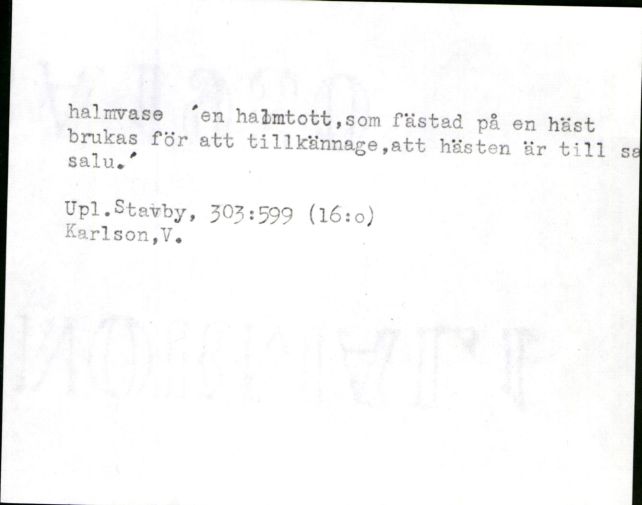 halmvase 'en halmtott,som fästad på en häst
brukas för att tillkännage,att hästen är till sa
salu.'
Upl.Stavby, 303:599 (16:o)
Karlson,V.